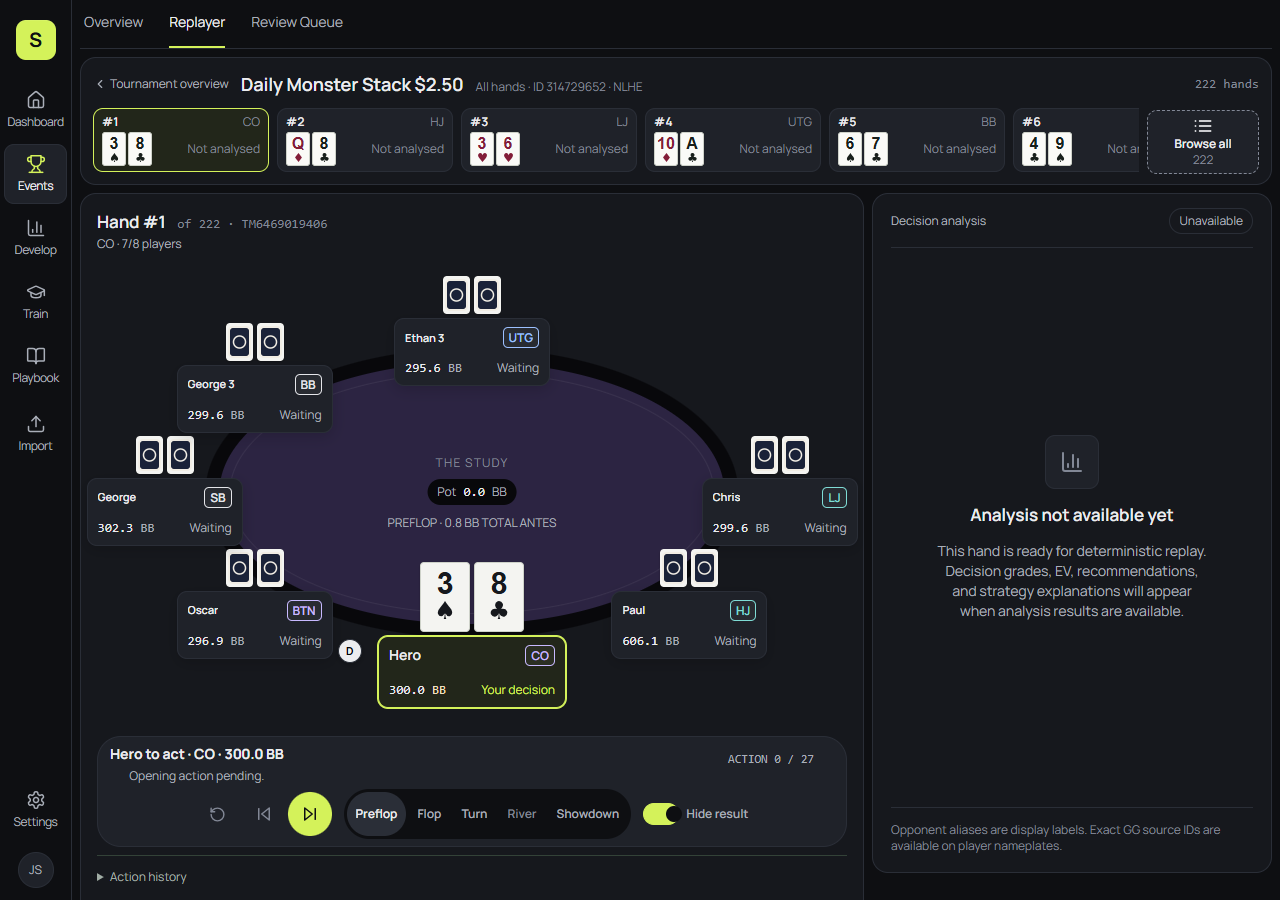 S
Overview
Replayer
Review Queue
Dashboard
Events
Develop
Train
Playbook
Import
Settings
JS
Tournament overview
Daily Monster Stack $2.50
All hands · ID 314729652 · NLHE
222 hands
#1 CO
3♠ 8♣ Not analysed
#2 HJ
Q♦ 8♣ Not analysed
#3 LJ
3♥ 6♥ Not analysed
#4 UTG
10♦ A♣ Not analysed
#5 BB
6♠ 7♣ Not analysed
#6
4♣ 9♠ Not ar
Browse all
222
Hand #1 of 222 · TM6469019406
CO · 7/8 players
Ethan 3 UTG
295.6 BB Waiting
George 3 BB
299.6 BB Waiting
George SB
302.3 BB Waiting
Chris LJ
299.6 BB Waiting
THE STUDY
Pot 0.0 BB
PREFLOP · 0.8 BB TOTAL ANTES
3♠ 8♣
Oscar BTN
296.9 BB Waiting
D
Paul HJ
606.1 BB Waiting
Hero CO
300.0 BB Your decision
Hero to act · CO · 300.0 BB
ACTION 0 / 27
Opening action pending.
Preflop Flop Turn River Showdown Hide result
Action history
Decision analysis Unavailable
Analysis not available yet
This hand is ready for deterministic replay.
Decision grades, EV, recommendations,
and strategy explanations will appear
when analysis results are available.
Opponent aliases are display labels. Exact GG source IDs are
available on player nameplates.